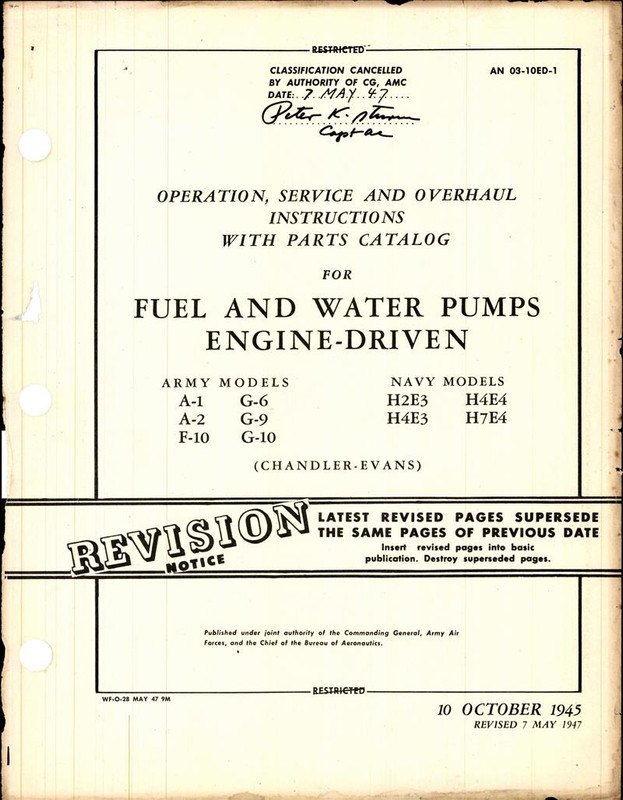 RESTRICTED
CLASSIFICATION CANCELLED
BY AUTHORITY OF CG, AMC
DATE: 7 MAY 47
AN 03-10ED-1
Peter K.
Capt ac
OPERATION, SERVICE AND OVERHAUL
INSTRUCTIONS
WITH PARTS CATALOG
FOR
FUEL AND WATER PUMPS
ENGINE-DRIVEN
ARMY MODELS
A-1 G-6
A-2 G-9
F-10 G-10
NAVY MODELS
H2E3 H4E4
H4E3 H7E4
(CHANDLER-EVANS)
REVISION
NOTICE
LATEST REVISED PAGES SUPERSEDE
THE SAME PAGES OF PREVIOUS DATE
Insert revised pages into basic
publication. Destroy superseded pages.
Published under joint authority of the Commanding General, Army Air
Forces, and the Chief of the Bureau of Aeronautics.
RESTRICTED
WF-O-28 MAY 47 9M
10 OCTOBER 1945
REVISED 7 MAY 1947